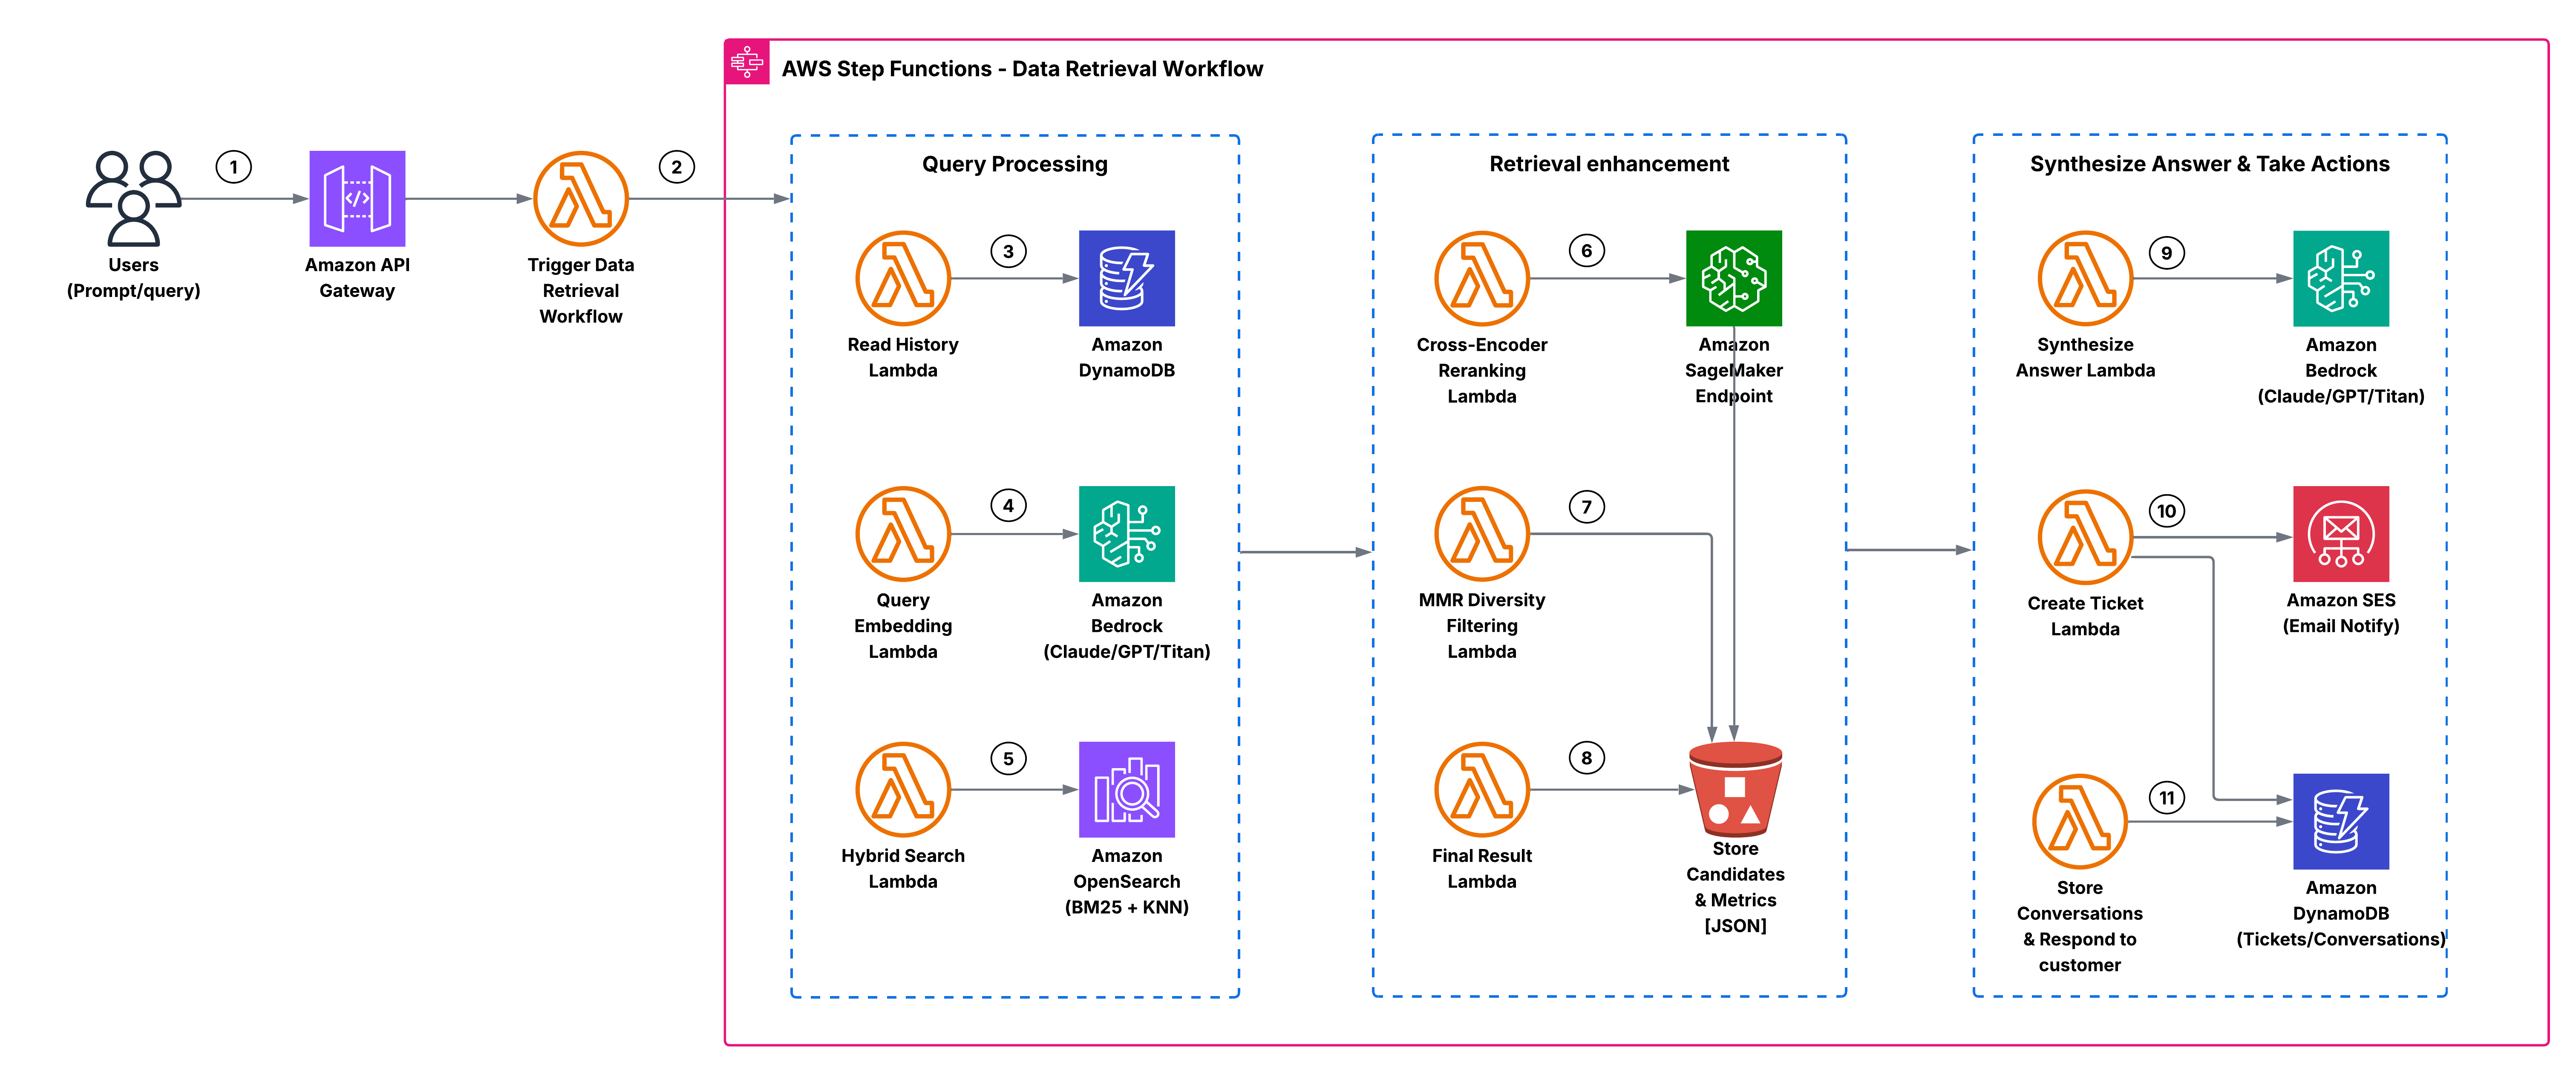 AWS Step Functions - Data Retrieval Workflow
1
2
Users
(Prompt/query)
Amazon API
Gateway
Trigger Data
Retrieval
Workflow
Query Processing
3
Read History
Lambda
Amazon
DynamoDB
4
Query
Embedding
Lambda
Amazon
Bedrock
(Claude/GPT/Titan)
5
Hybrid Search
Lambda
Amazon
OpenSearch
(BM25 + KNN)
Retrieval enhancement
6
Cross-Encoder
Reranking
Lambda
Amazon
SageMaker
Endpoint
7
MMR Diversity
Filtering
Lambda
8
Final Result
Lambda
Store
Candidates
& Metrics
[JSON]
Synthesize Answer & Take Actions
9
Synthesize
Answer Lambda
Amazon
Bedrock
(Claude/GPT/Titan)
10
Create Ticket
Lambda
Amazon SES
(Email Notify)
11
Store
Conversations
& Respond to
customer
Amazon
DynamoDB
(Tickets/Conversations)